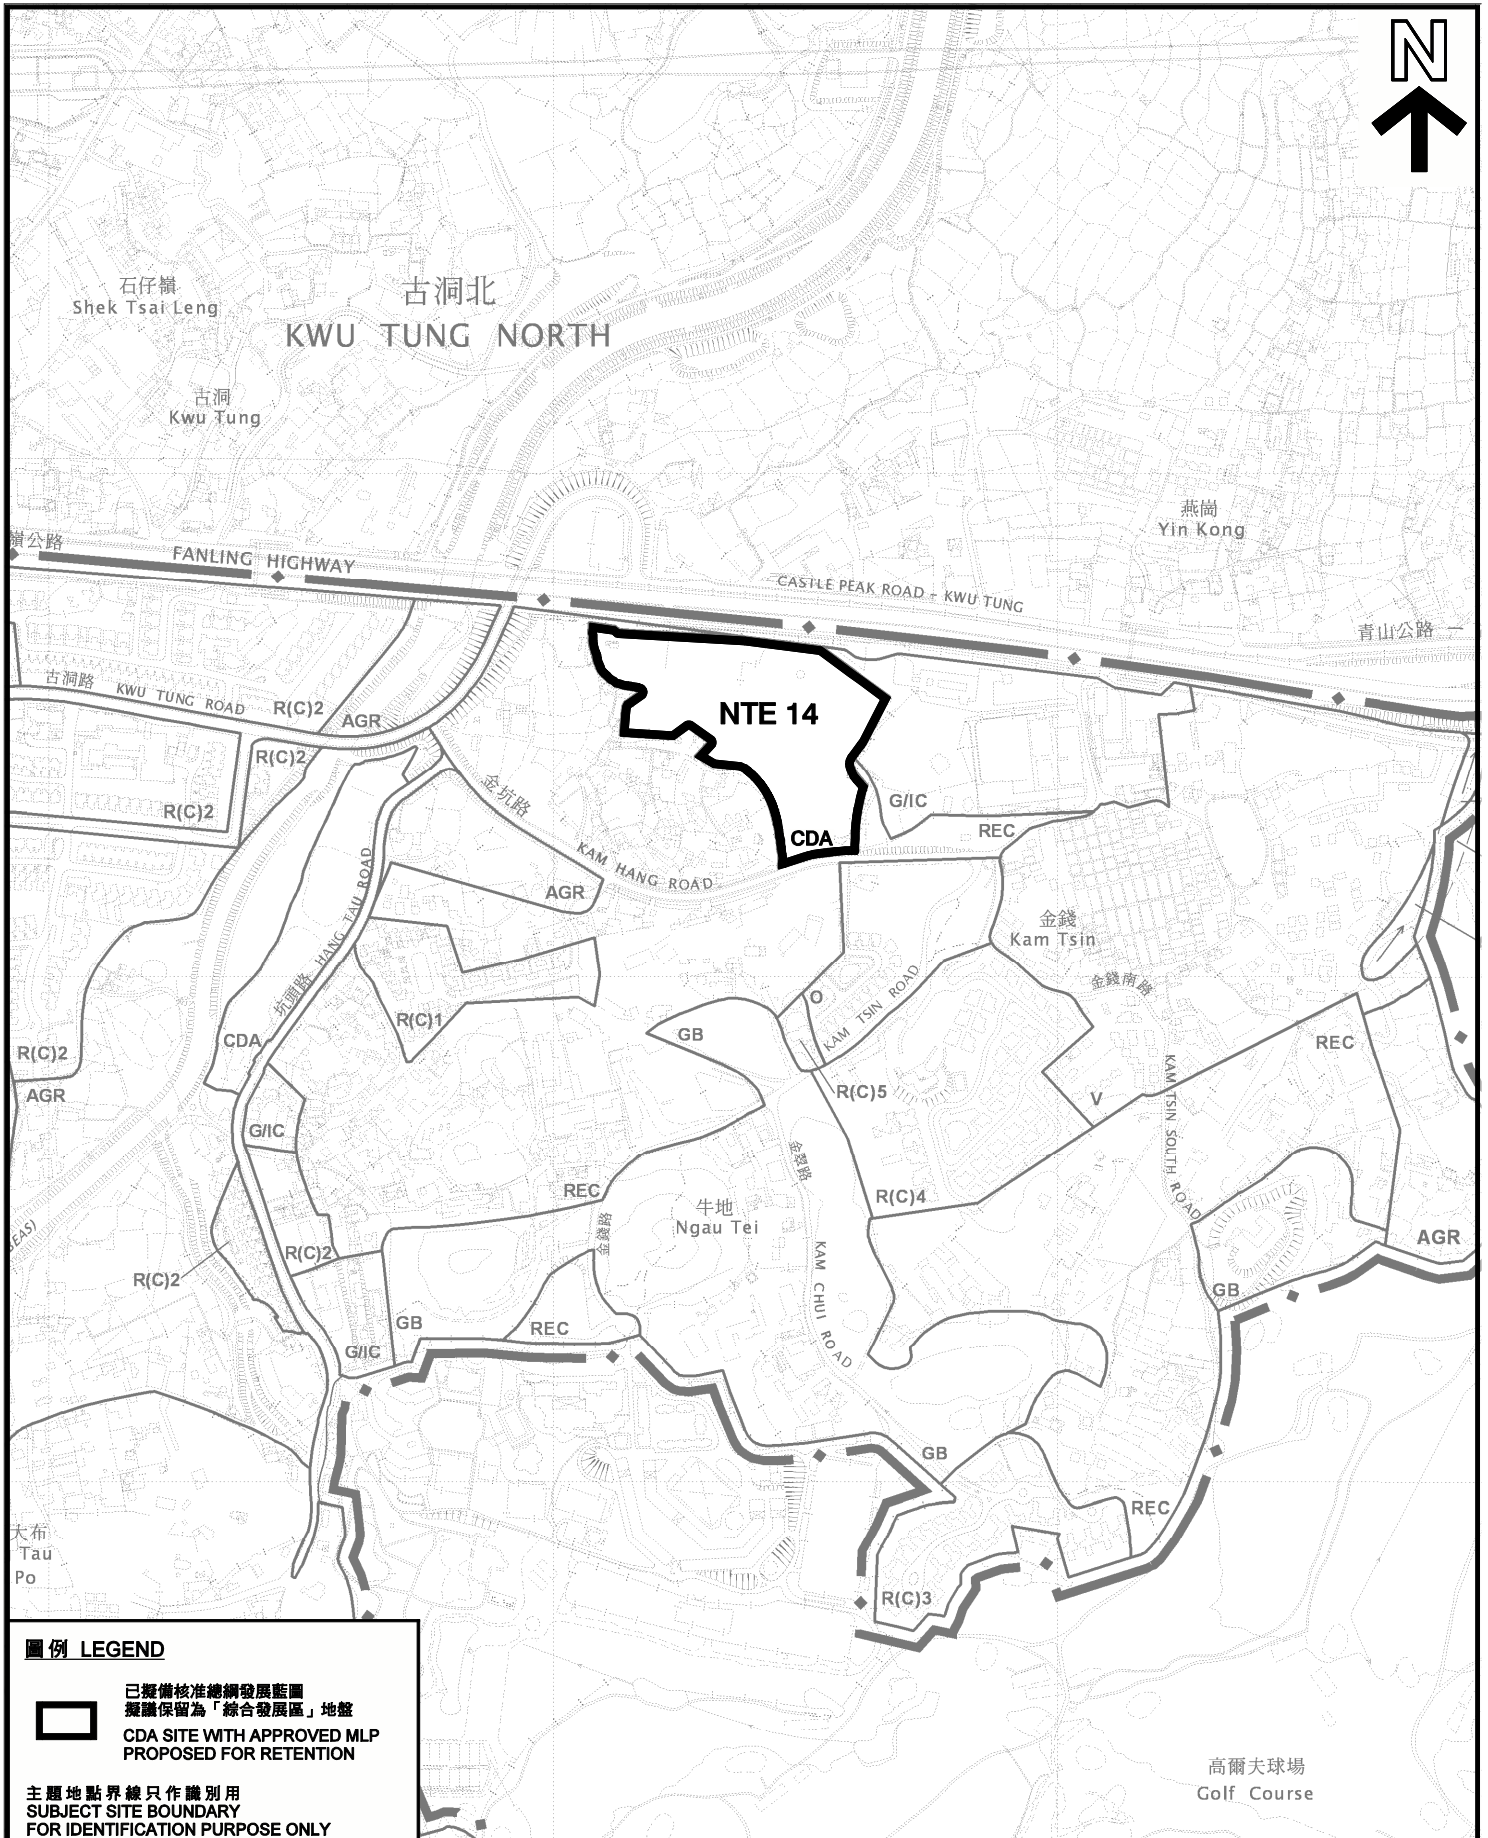 N
石仔嶺
Shek Tsai Leng
古洞北
KWU TUNG NORTH
古洞
Kwu Tung
燕崗
Yin Kong
嶺公路
FANLING HIGHWAY
CASTLE PEAK ROAD - KWU TUNG
青山公路 一
古洞路
KWU TUNG ROAD
R(C)2
AGR
NTE 14
R(C)2
R(C)2
金坑路
G/IC
REC
CDA
KAM HANG ROAD
AGR
坑頭路 HANG TAU ROAD
金錢
Kam Tsin
金錢南路
R(C)1
O
KAM TSIN ROAD
GB
CDA
R(C)2
REC
AGR
R(C)5
V
KAM TSIN SOUTH ROAD
G/IC
金翠路
REC
R(C)4
牛地
Ngau Tei
金錢路
KAM CHUI ROAD
BEAS)
R(C)2
R(C)2
AGR
GB
GB
REC
G/IC
GB
REC
大布
Tau
Po
R(C)3
圖例 LEGEND
已擬備核准總綱發展藍圖
擬議保留為「綜合發展區」地盤
CDA SITE WITH APPROVED MLP
PROPOSED FOR RETENTION
主題地點界線只作識別用
SUBJECT SITE BOUNDARY
FOR IDENTIFICATION PURPOSE ONLY
高爾夫球場
Golf Course